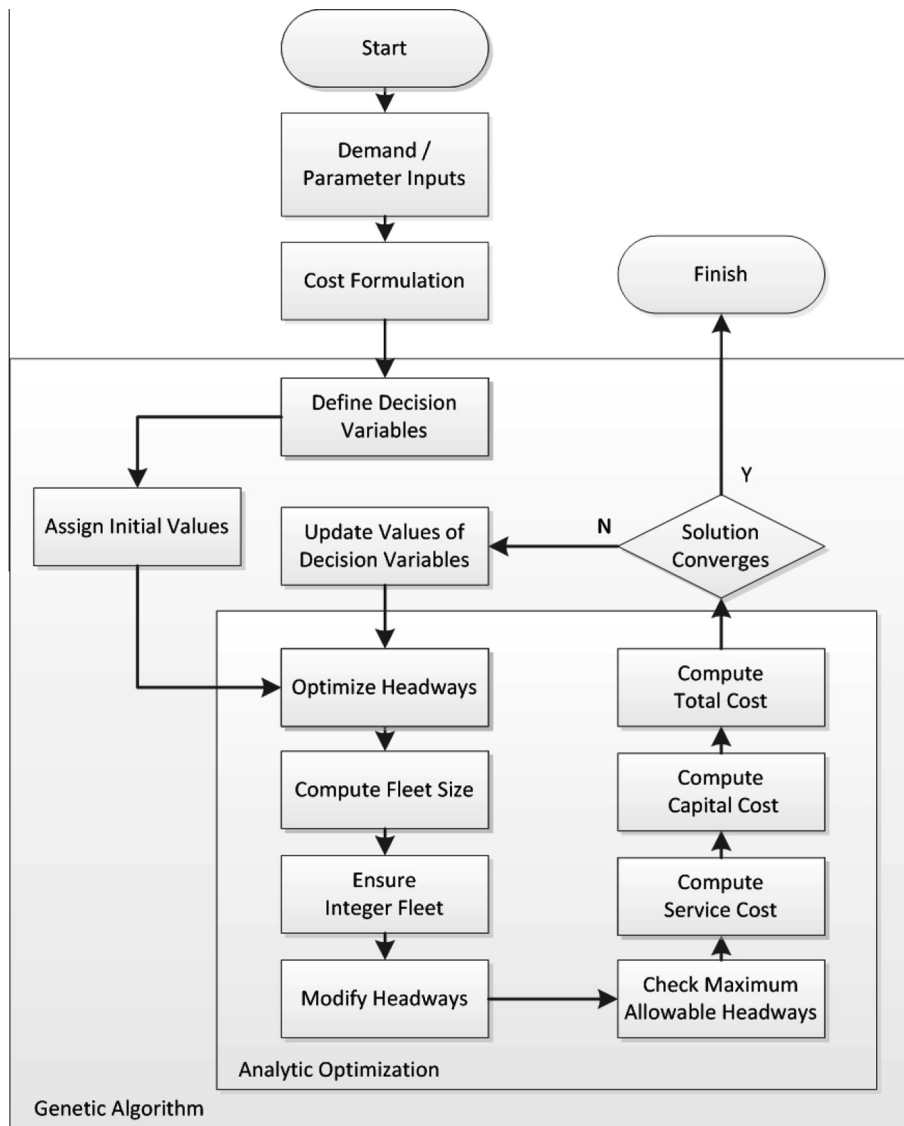 Start
Demand /
Parameter Inputs
Cost Formulation
Finish
Define Decision
Variables
Assign Initial Values
Update Values of
Decision Variables
N
Y
Solution
Converges
Optimize Headways
Compute Fleet Size
Ensure
Integer Fleet
Modify Headways
Check Maximum
Allowable Headways
Compute
Service Cost
Compute
Capital Cost
Compute
Total Cost
Analytic Optimization
Genetic Algorithm